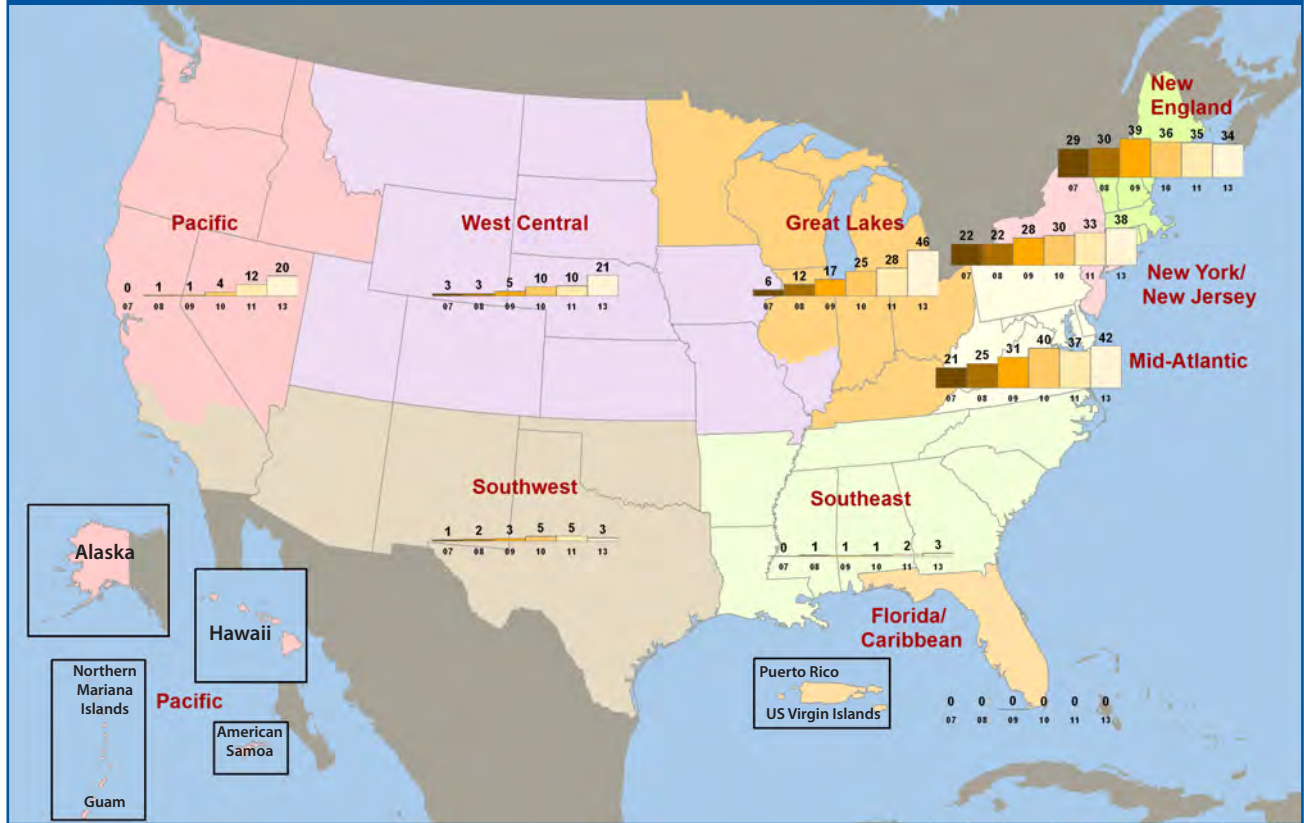 New
England
29 30 39 36 35 34
07 08 09 10 11 13
Pacific
0 1 1 4 12 20
07 08 09 10 11 13
West Central
3 3 5 10 10 21
07 08 09 10 11 13
Great Lakes
6 12 17 25 28 46
07 08 09 10 11 13
22 22 28 30 33 38
07 08 09 10 11 13
New York/
New Jersey
21 25 31 40 37 42
07 08 09 10 11 13
Mid-Atlantic
Southwest
1 2 3 5 5 3
07 08 09 10 11 13
Southeast
0 1 1 1 2 3
07 08 09 10 11 13
Alaska
Hawaii
Florida/
Caribbean
Northern
Mariana
Islands
Guam
Pacific
American
Samoa
Puerto Rico
US Virgin Islands
0 0 0 0 0 0
07 08 09 10 11 13